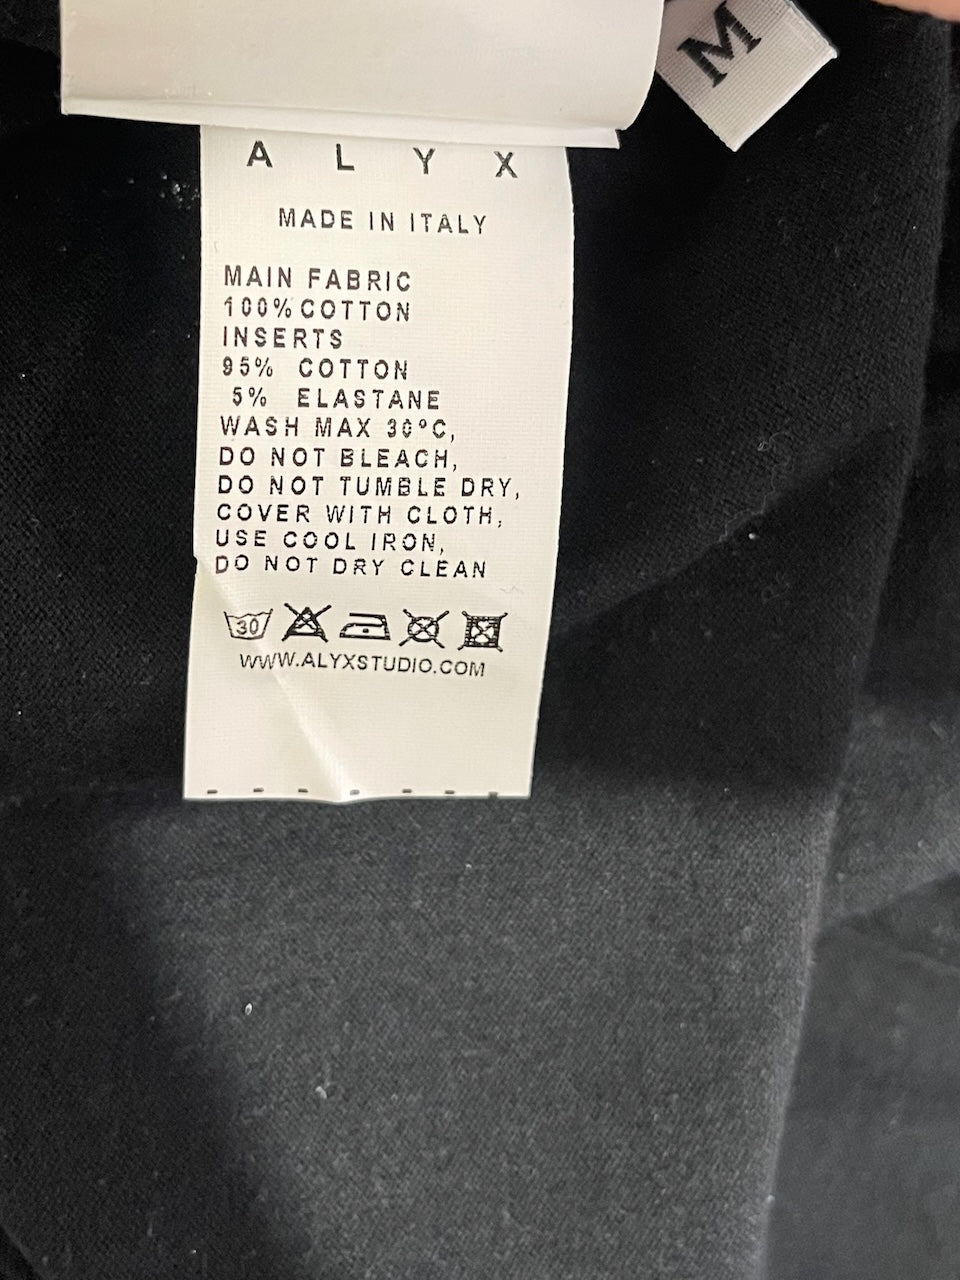 M
A L Y X
MADE IN ITALY
MAIN FABRIC
100% COTTON
INSERTS
95% COTTON
5% ELASTANE
WASH MAX 30°C,
DO NOT BLEACH,
DO NOT TUMBLE DRY,
COVER WITH CLOTH,
USE COOL IRON,
DO NOT DRY CLEAN
30
WWW.ALYXSTUDIO.COM